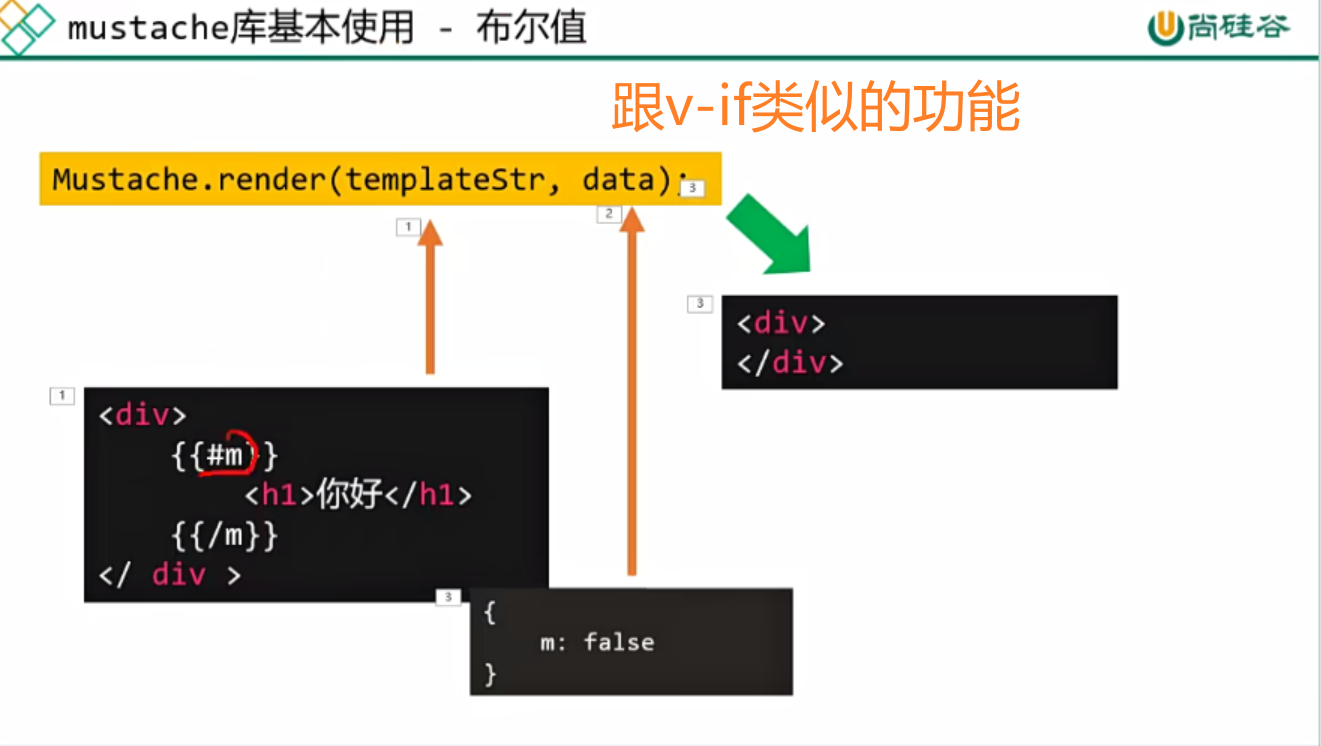 mustache库基本使用 - 布尔值
尚硅谷
跟v-if类似的功能
Mustache.render(templateStr, data);
3
1
2
3
<div>
</div>
1
<div>
{{#m}}
<h1>你好</h1>
{{/m}}
</ div >
3
{
m: false
}